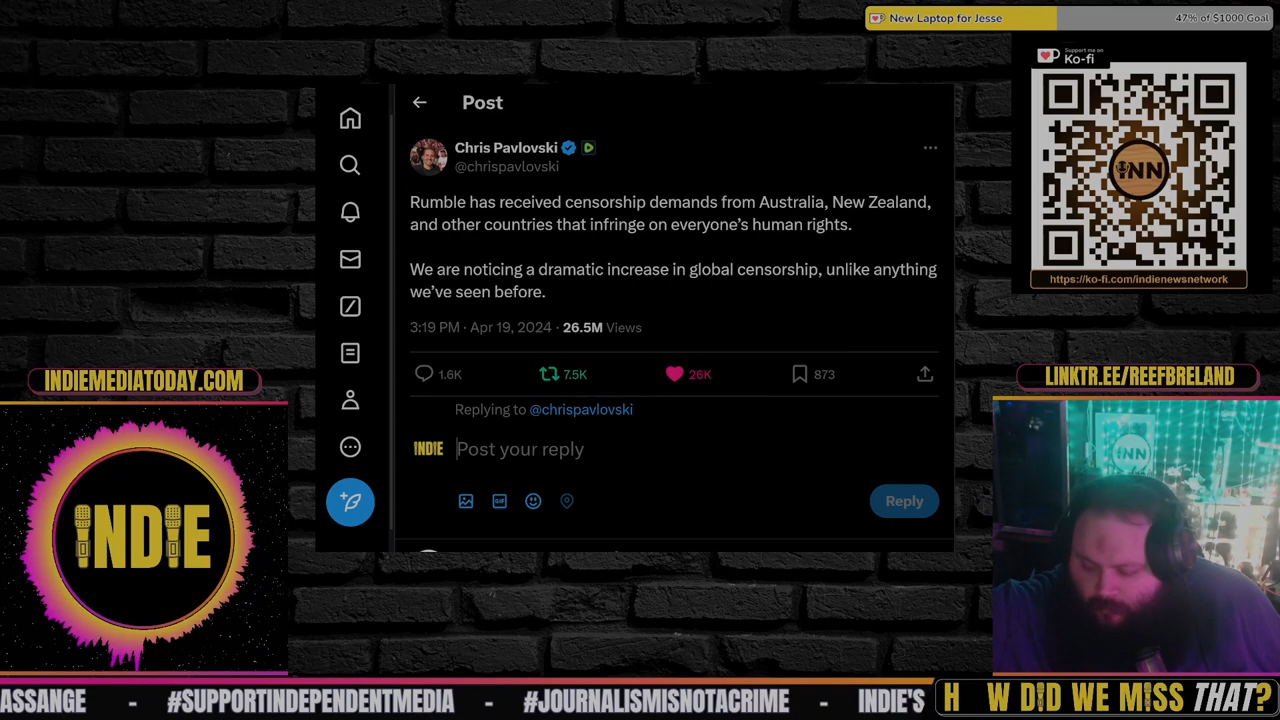 New Laptop for Jesse
47% of $1000 Goal
Support me on
Ko-fi
iNN
https://ko-fi.com/indienewsnetwork
Post
Chris Pavlovski
@chrispavlovski
Rumble has received censorship demands from Australia, New Zealand,
and other countries that infringe on everyone's human rights.
We are noticing a dramatic increase in global censorship, unlike anything
we've seen before.
3:19 PM · Apr 19, 2024 · 26.5M Views
1.6K
7.5K
26K
873
Replying to @chrispavlovski
INDIE
Post your reply
GIF
Reply
INDIEMEDIATODAY.COM
INDIE
LINKTR.EE/REEFBRELAND
iNN
ASSANGE - #SUPPORTINDEPENDENTMEDIA - #JOURNALISMISNOTACRIME - INDIE'S
H W DID WE MISS THAT?